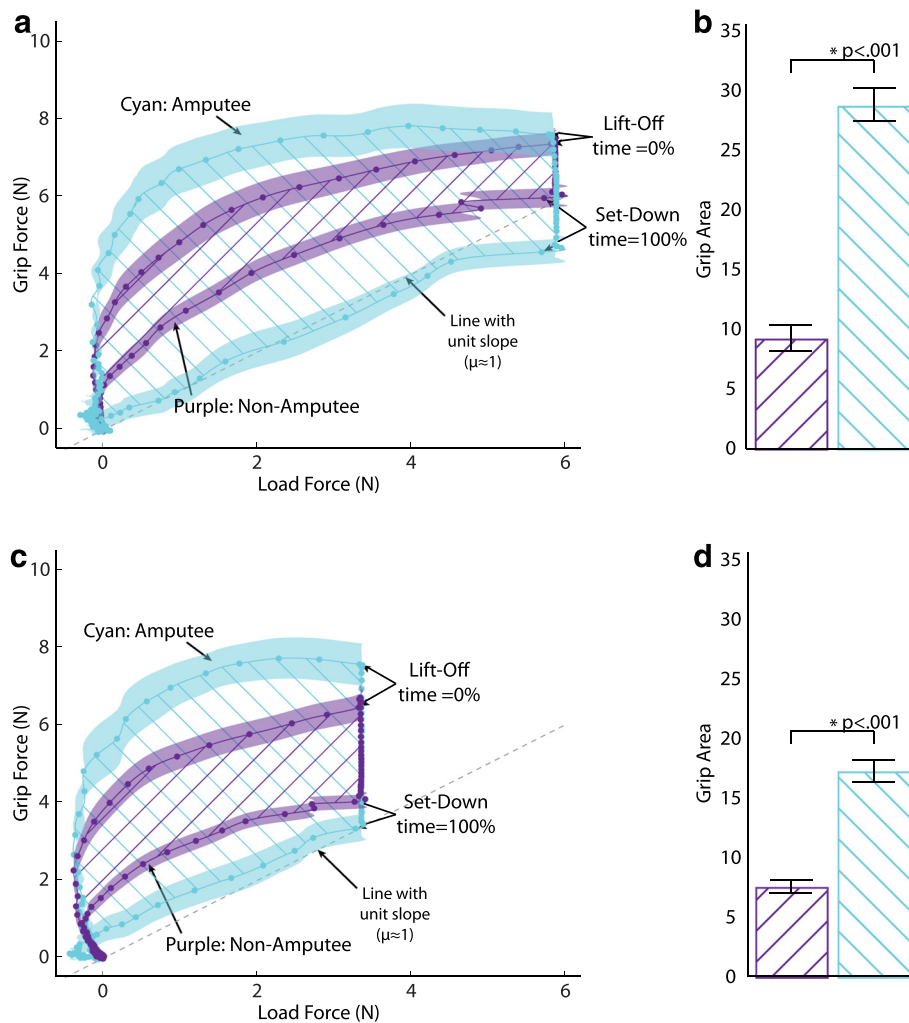 a
10
8
6
4
2
0
Grip Force (N)
Cyan: Amputee
Lift-Off
time =0%
Set-Down
time=100%
Line with
unit slope
(μ≈1)
Purple: Non-Amputee
0
2
4
6
Load Force (N)
b
35
30
25
20
15
10
5
0
Grip Area
* p<.001
c
10
8
6
4
2
0
Grip Force (N)
Cyan: Amputee
Lift-Off
time =0%
Set-Down
time=100%
Line with
unit slope
(μ≈1)
Purple: Non-Amputee
0
2
4
6
Load Force (N)
d
35
30
25
20
15
10
5
0
Grip Area
* p<.001